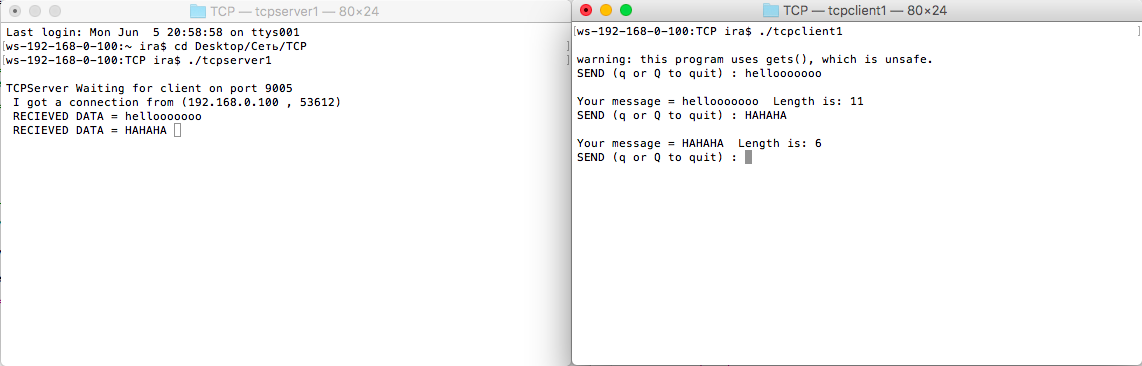 TCP — tcpserver1 — 80×24
Last login: Mon Jun  5 20:58:58 on ttys001
[ws-192-168-0-100:~ ira$ cd Desktop/Сеть/TCP ]
[ws-192-168-0-100:TCP ira$ ./tcpserver1 ]
TCPServer Waiting for client on port 9005
I got a connection from (192.168.0.100 , 53612)
RECIEVED DATA = hellooooooo
RECIEVED DATA = HAHAHA
TCP — tcpclient1 — 80×24
[ws-192-168-0-100:TCP ira$ ./tcpclient1 ]
warning: this program uses gets(), which is unsafe.
SEND (q or Q to quit) : hellooooooo
Your message = hellooooooo  Length is: 11
SEND (q or Q to quit) : HAHAHA
Your message = HAHAHA  Length is: 6
SEND (q or Q to quit) :